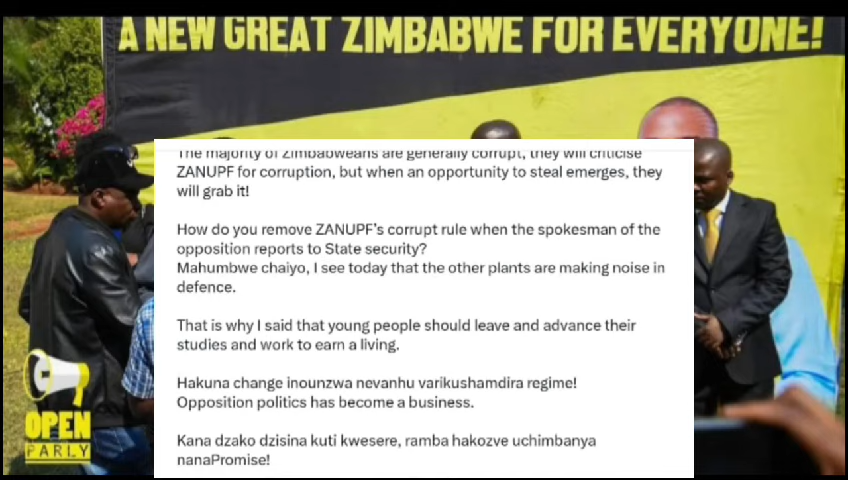 A NEW GREAT ZIMBABWE FOR EVERYONE!
The majority of Zimbabweans are generally corrupt, they will criticise
ZANUPF for corruption, but when an opportunity to steal emerges, they
will grab it!
How do you remove ZANUPF's corrupt rule when the spokesman of the
opposition reports to State security?
Mahumbwe chaiyo, I see today that the other plants are making noise in
defence.
That is why I said that young people should leave and advance their
studies and work to earn a living.
Hakuna change inounzwa nevanhu varikushamdira regime!
Opposition politics has become a business.
Kana dzako dzisina kuti kwesere, ramba hakozve uchimbanya
nanaPromise!
OPEN
PARLY